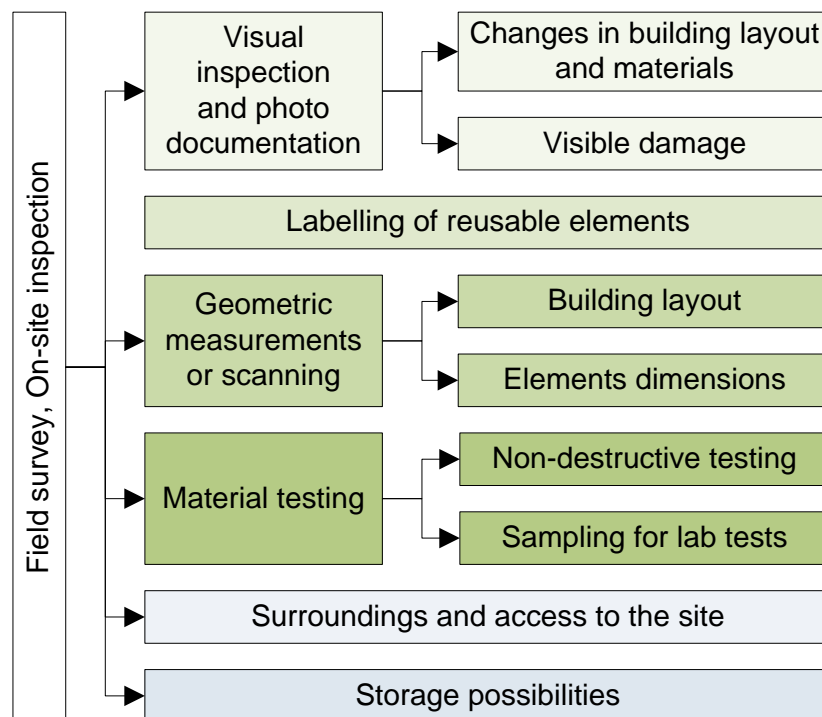 Field survey, On-site inspection
Visual
inspection
and photo
documentation
Changes in building layout
and materials
Visible damage
Labelling of reusable elements
Geometric
measurements
or scanning
Building layout
Elements dimensions
Material testing
Non-destructive testing
Sampling for lab tests
Surroundings and access to the site
Storage possibilities